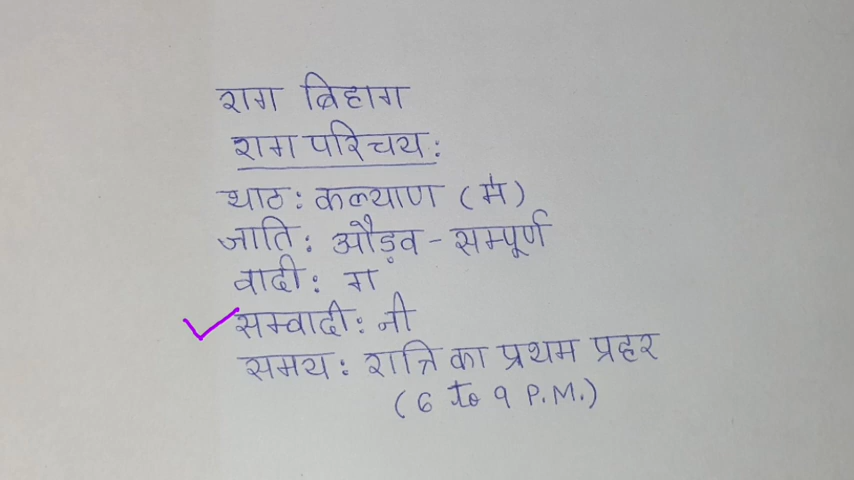 राग बिहाग
राग परिचय:
थाठ: कल्याण (म॑)
जाति: औड़व - सम्पूर्ण
वादी: ग
सम्वादी: नी
समय: रात्रि का प्रथम प्रहर
(6 to 9 P.M.)